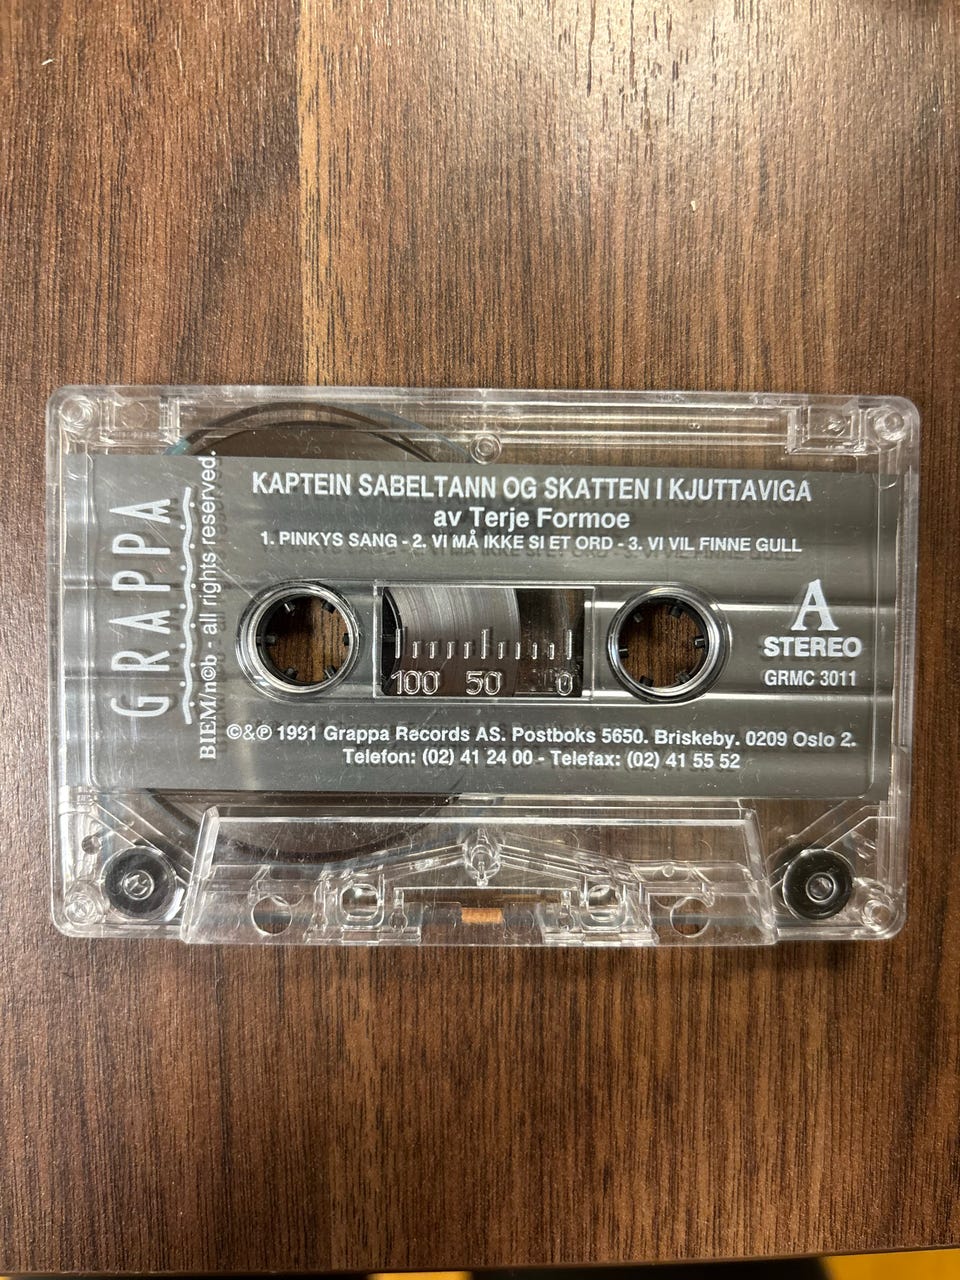 KAPTEIN SABELTANN OG SKATTEN I KJUTTAVIGA
av Terje Formoe
1. PINKYS SANG - 2. VI MÅ IKKE SI ET ORD - 3. VI VIL FINNE GULL
GRAPPA
BIEM/n©b - all rights reserved.
100 50 0
A
STEREO
GRMC 3011
©&℗ 1991 Grappa Records AS. Postboks 5650. Briskeby. 0209 Oslo 2.
Telefon: (02) 41 24 00 - Telefax: (02) 41 55 52